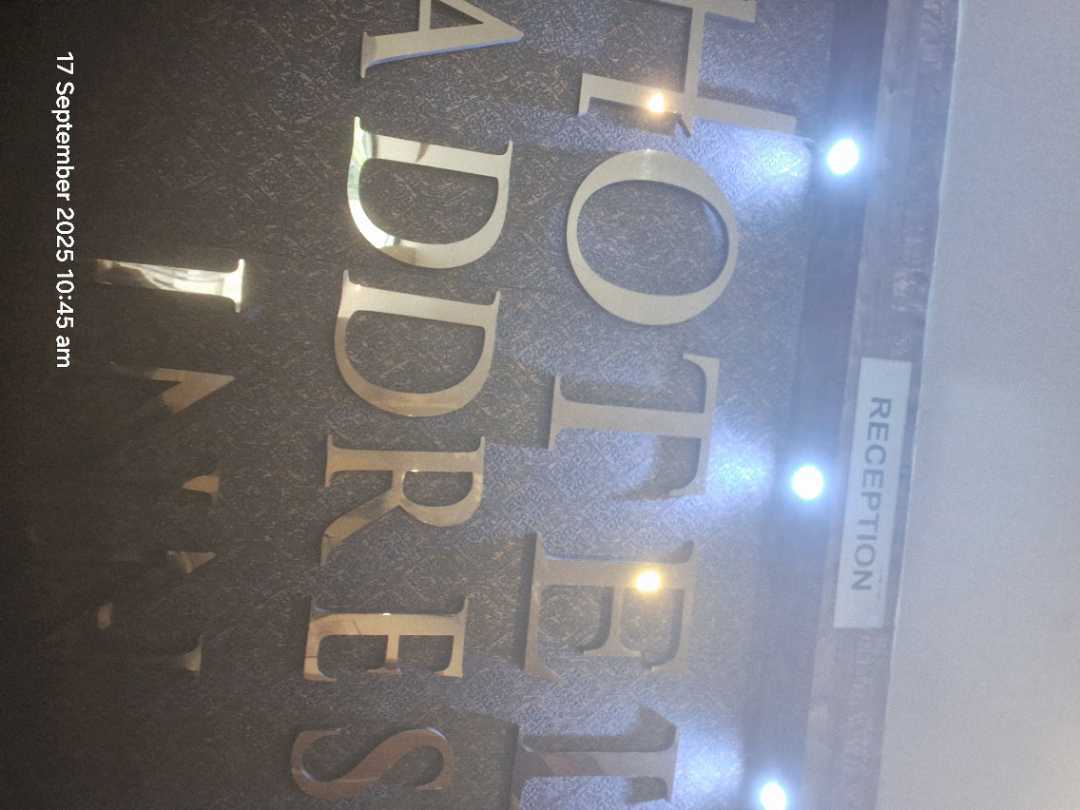 RECEPTION
HOTEL
ADDRES
17 September 2025 10:45 am